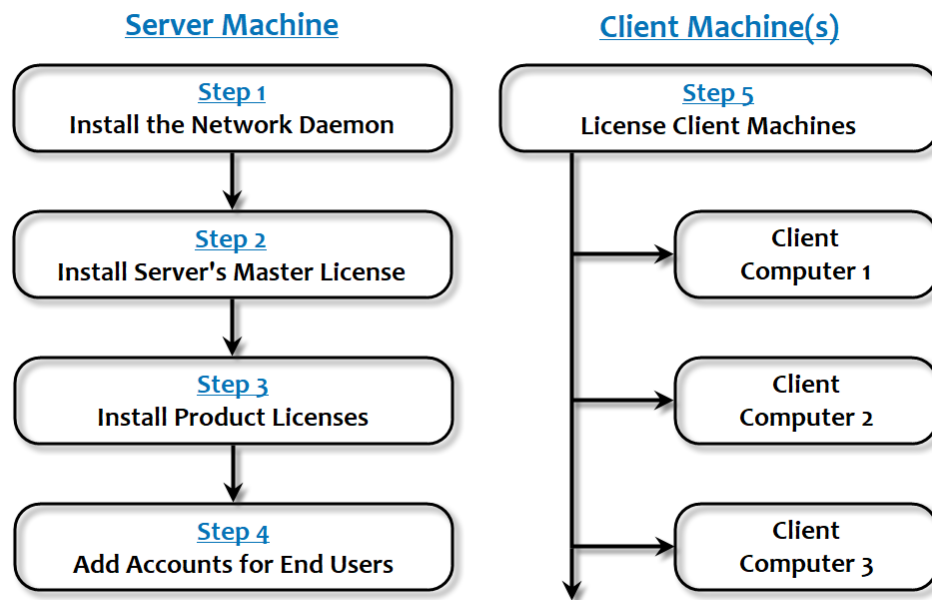 Server Machine
Step 1
Install the Network Daemon
Step 2
Install Server's Master License
Step 3
Install Product Licenses
Step 4
Add Accounts for End Users
Client Machine(s)
Step 5
License Client Machines
Client
Computer 1
Client
Computer 2
Client
Computer 3